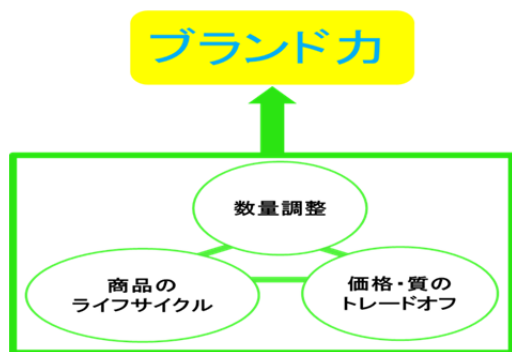 ブランド力
数量調整
商品の
ライフサイクル
価格・質の
トレードオフ